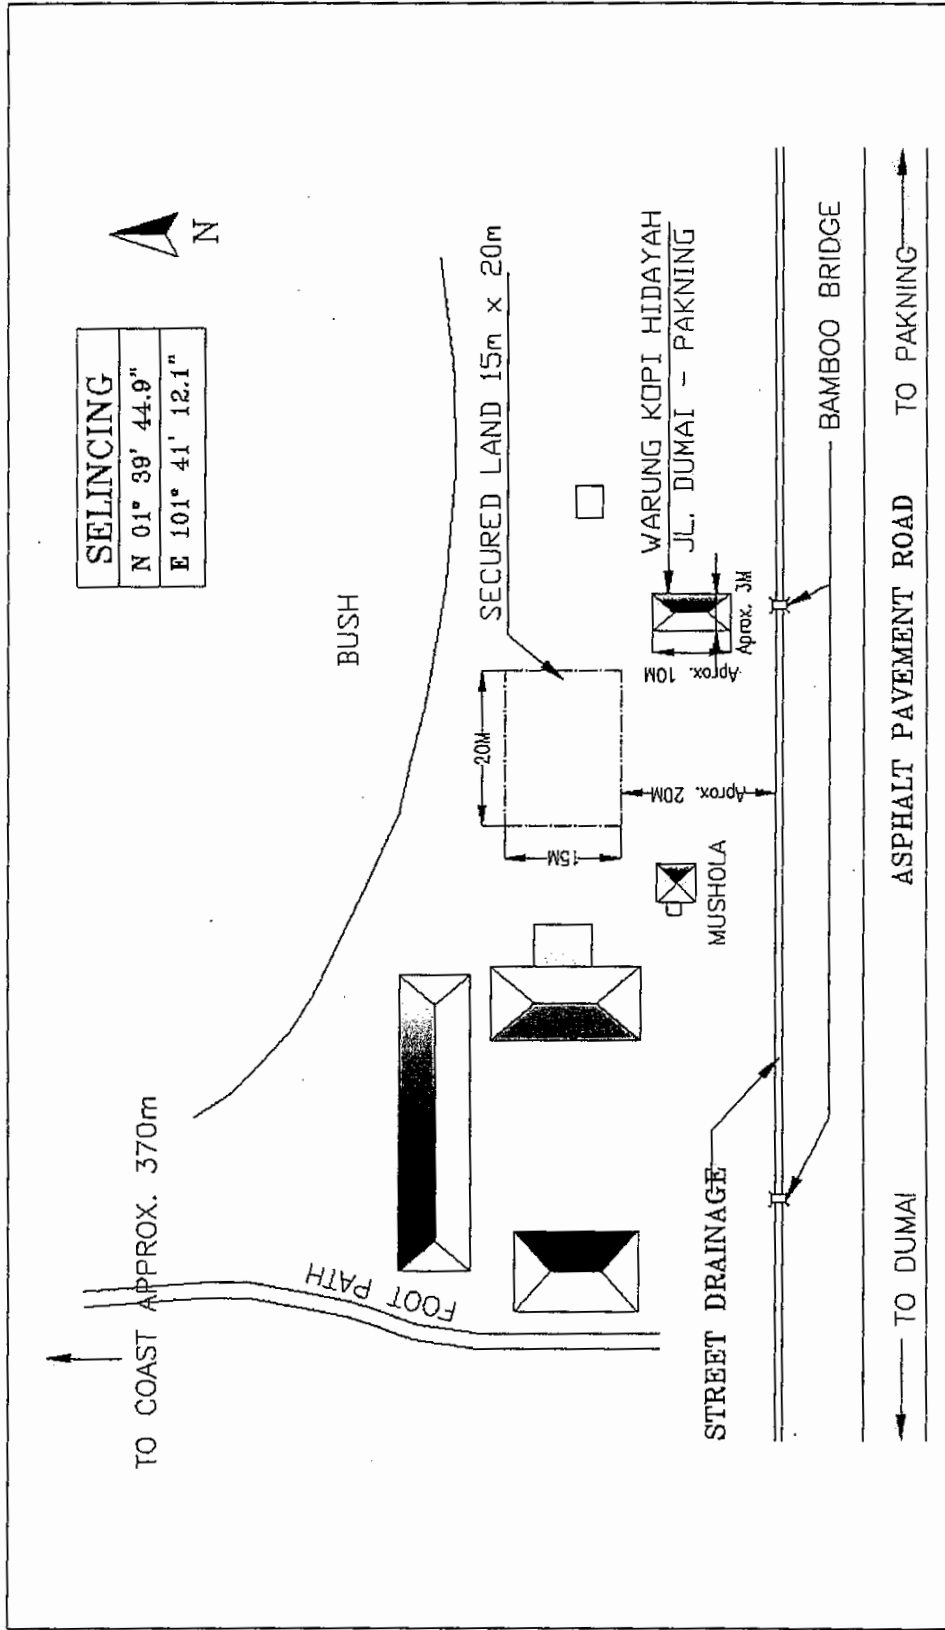 TO COAST APPROX. 370m
SELINCING
N 01° 39' 44.9"
E 101° 41' 12.1"
N
BUSH
FOOT PATH
SECURED LAND 15m x 20m
20M
15M
WARUNG KOPI HIDAYAH
JL. DUMAI - PAKNING
Aprox. 10M
Aprox. 3M
Aprox. 20M
MUSHOLA
STREET DRAINAGE
BAMBOO BRIDGE
TO DUMAI
ASPHALT PAVEMENT ROAD
TO PAKNING